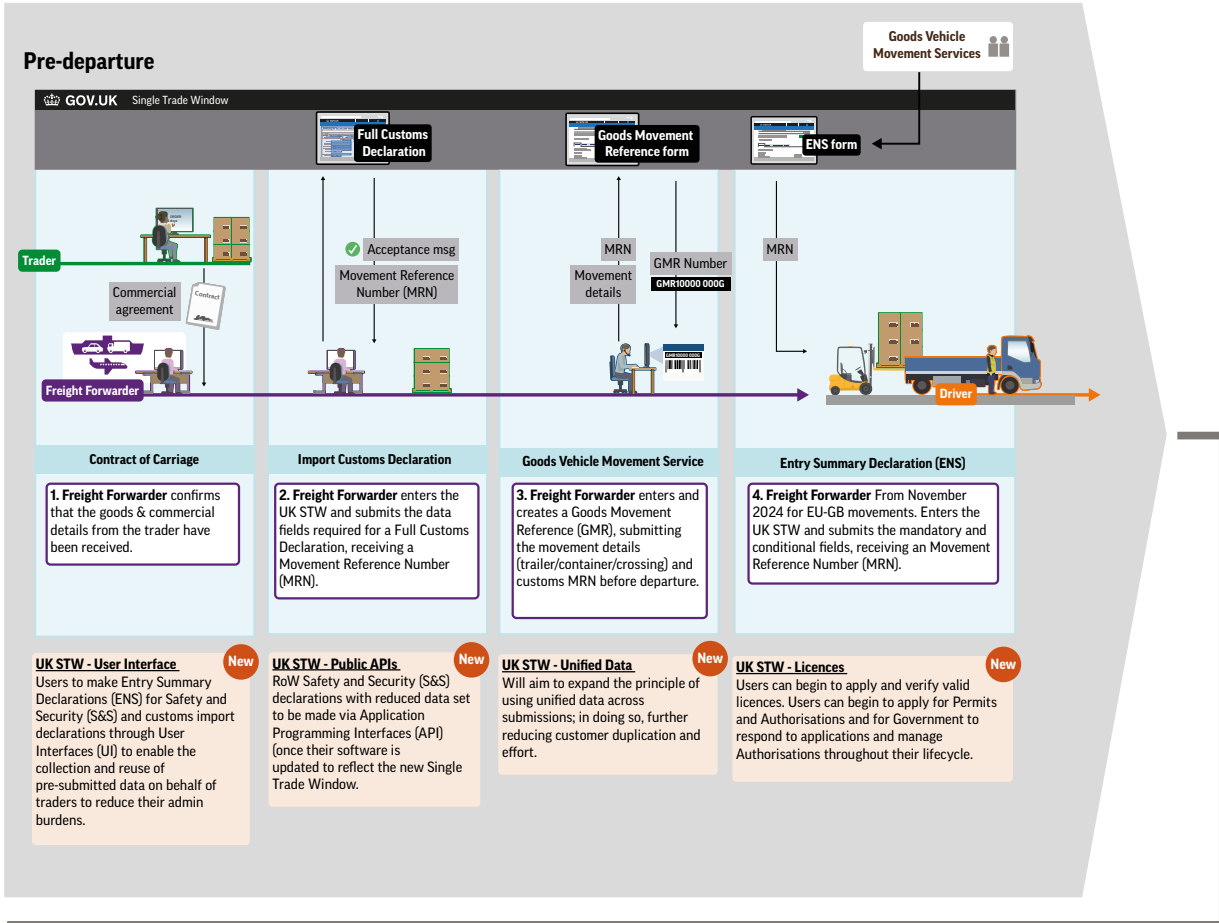 Goods Vehicle
Movement Services
Pre-departure
GOV.UK Single Trade Window
Full Customs
Declaration
Goods Movement
Reference form
ENS form
Trader
Commercial
agreement
Contract
Freight Forwarder
Acceptance msg
Movement Reference
Number (MRN)
MRN
Movement
details
GMR Number
GMR10000 000G
GMR10000 000G
MRN
Driver
Contract of Carriage
1. Freight Forwarder confirms
that the goods & commercial
details from the trader have
been received.
Import Customs Declaration
2. Freight Forwarder enters the
UK STW and submits the data
fields required for a Full Customs
Declaration, receiving a
Movement Reference Number
(MRN).
Goods Vehicle Movement Service
3. Freight Forwarder enters and
creates a Goods Movement
Reference (GMR), submitting
the movement details
(trailer/container/crossing) and
customs MRN before departure.
Entry Summary Declaration (ENS)
4. Freight Forwarder From November
2024 for EU-GB movements. Enters the
UK STW and submits the mandatory and
conditional fields, receiving an Movement
Reference Number (MRN).
New
UK STW - User Interface
Users to make Entry Summary
Declarations (ENS) for Safety and
Security (S&S) and customs import
declarations through User
Interfaces (UI) to enable the
collection and reuse of
pre-submitted data on behalf of
traders to reduce their admin
burdens.
New
UK STW - Public APIs
RoW Safety and Security (S&S)
declarations with reduced data set
to be made via Application
Programming Interfaces (API)
(once their software is
updated to reflect the new Single
Trade Window.
New
UK STW - Unified Data
Will aim to expand the principle of
using unified data across
submissions; in doing so, further
reducing customer duplication and
effort.
New
UK STW - Licences
Users can begin to apply and verify valid
licences. Users can begin to apply for Permits
and Authorisations and for Government to
respond to applications and manage
Authorisations throughout their lifecycle.